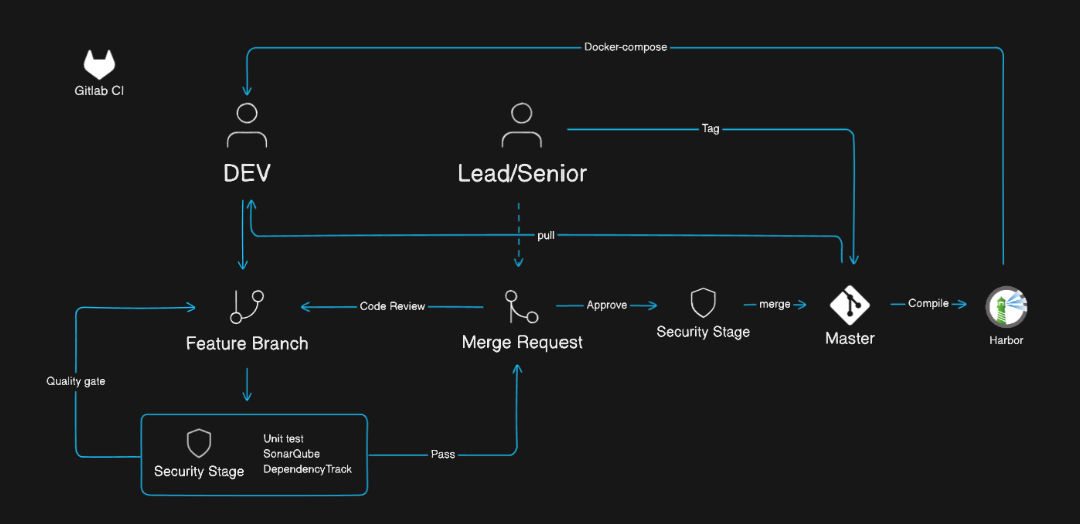 Docker-compose
Gitlab CI
Tag
DEV
Lead/Senior
pull
Code Review
Approve
merge
Compile
Feature Branch
Merge Request
Security Stage
Master
Harbor
Quality gate
Unit test
SonarQube
DependencyTrack
Security Stage
Pass